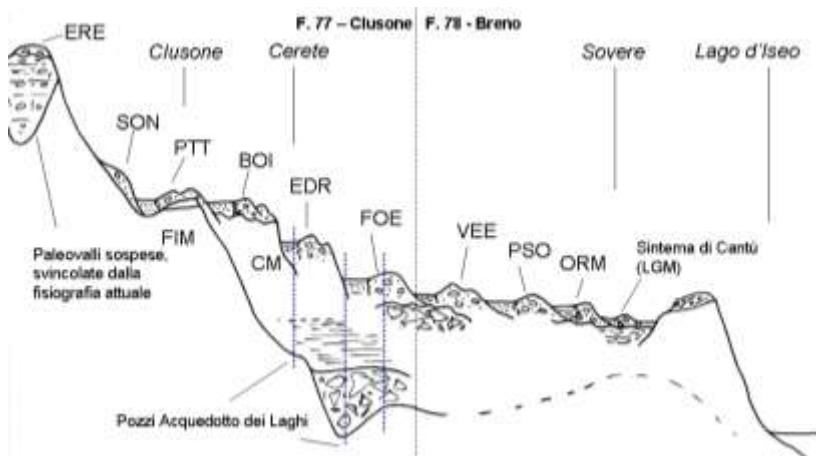 F. 77 – Clusone
F. 78 - Breno
ERE
Clusone
Cerete
Sovere
Lago d'Iseo
SON
PTT
BOI
EDR
FOE
VEE
PSO
ORM
Sintema di Cantù
(LGM)
FIM
CM
Paleovalli sospese,
svincolate dalla
fisiografia attuale
Pozzi Acquedotto dei Laghi